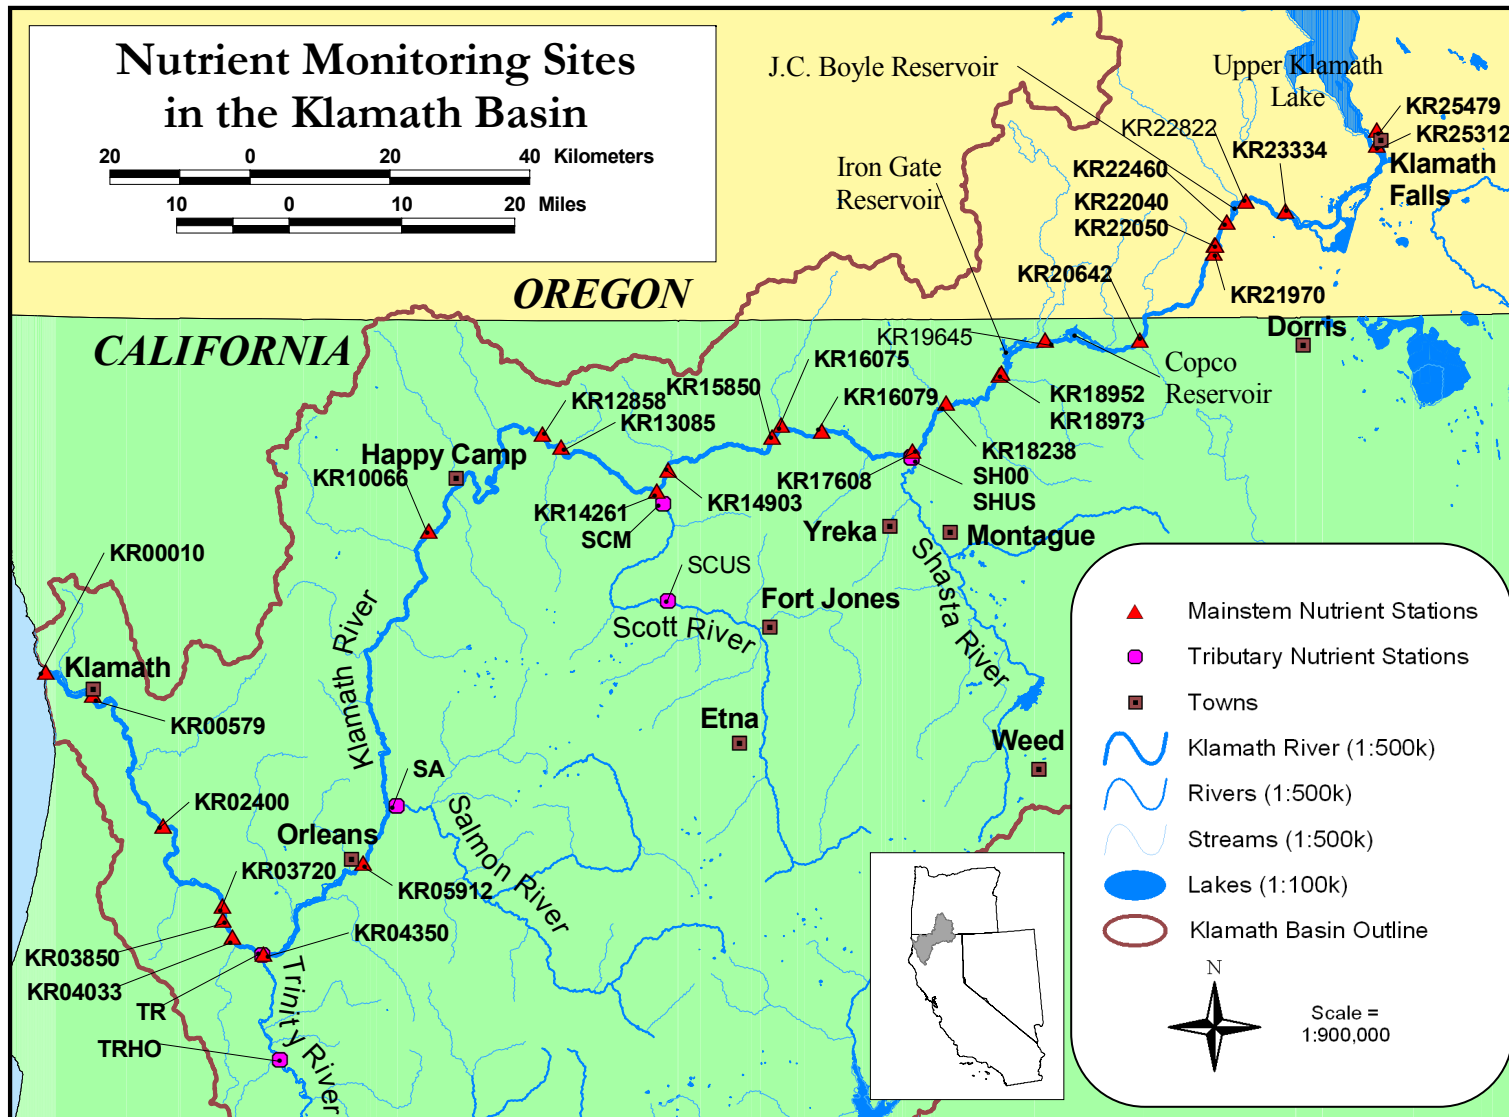 Nutrient Monitoring Sites
in the Klamath Basin
20 0 20 40 Kilometers
10 0 10 20 Miles
J.C. Boyle Reservoir
Upper Klamath
Lake
KR25479
KR25312
Klamath
Falls
KR22822
KR23334
Iron Gate
Reservoir
KR22460
KR22040
KR22050
KR20642
KR21970
OREGON
CALIFORNIA
Dorris
KR19645
Copco
Reservoir
KR16075
KR15850
KR16079
KR18952
KR18973
KR12858
KR13085
Happy Camp
KR10066
KR18238
KR17608
SH00
SHUS
KR14903
KR14261
SCM
Yreka
Montague
KR00010
SCUS
Fort Jones
Scott River
Shasta River
Klamath River
Klamath
KR00579
Etna
Weed
SA
KR02400
Orleans
Salmon River
KR03720
KR05912
KR04350
KR03850
KR04033
TR
Trinity River
TRHO
Mainstem Nutrient Stations
Tributary Nutrient Stations
Towns
Klamath River (1:500k)
Rivers (1:500k)
Streams (1:500k)
Lakes (1:100k)
Klamath Basin Outline
N
Scale =
1:900,000